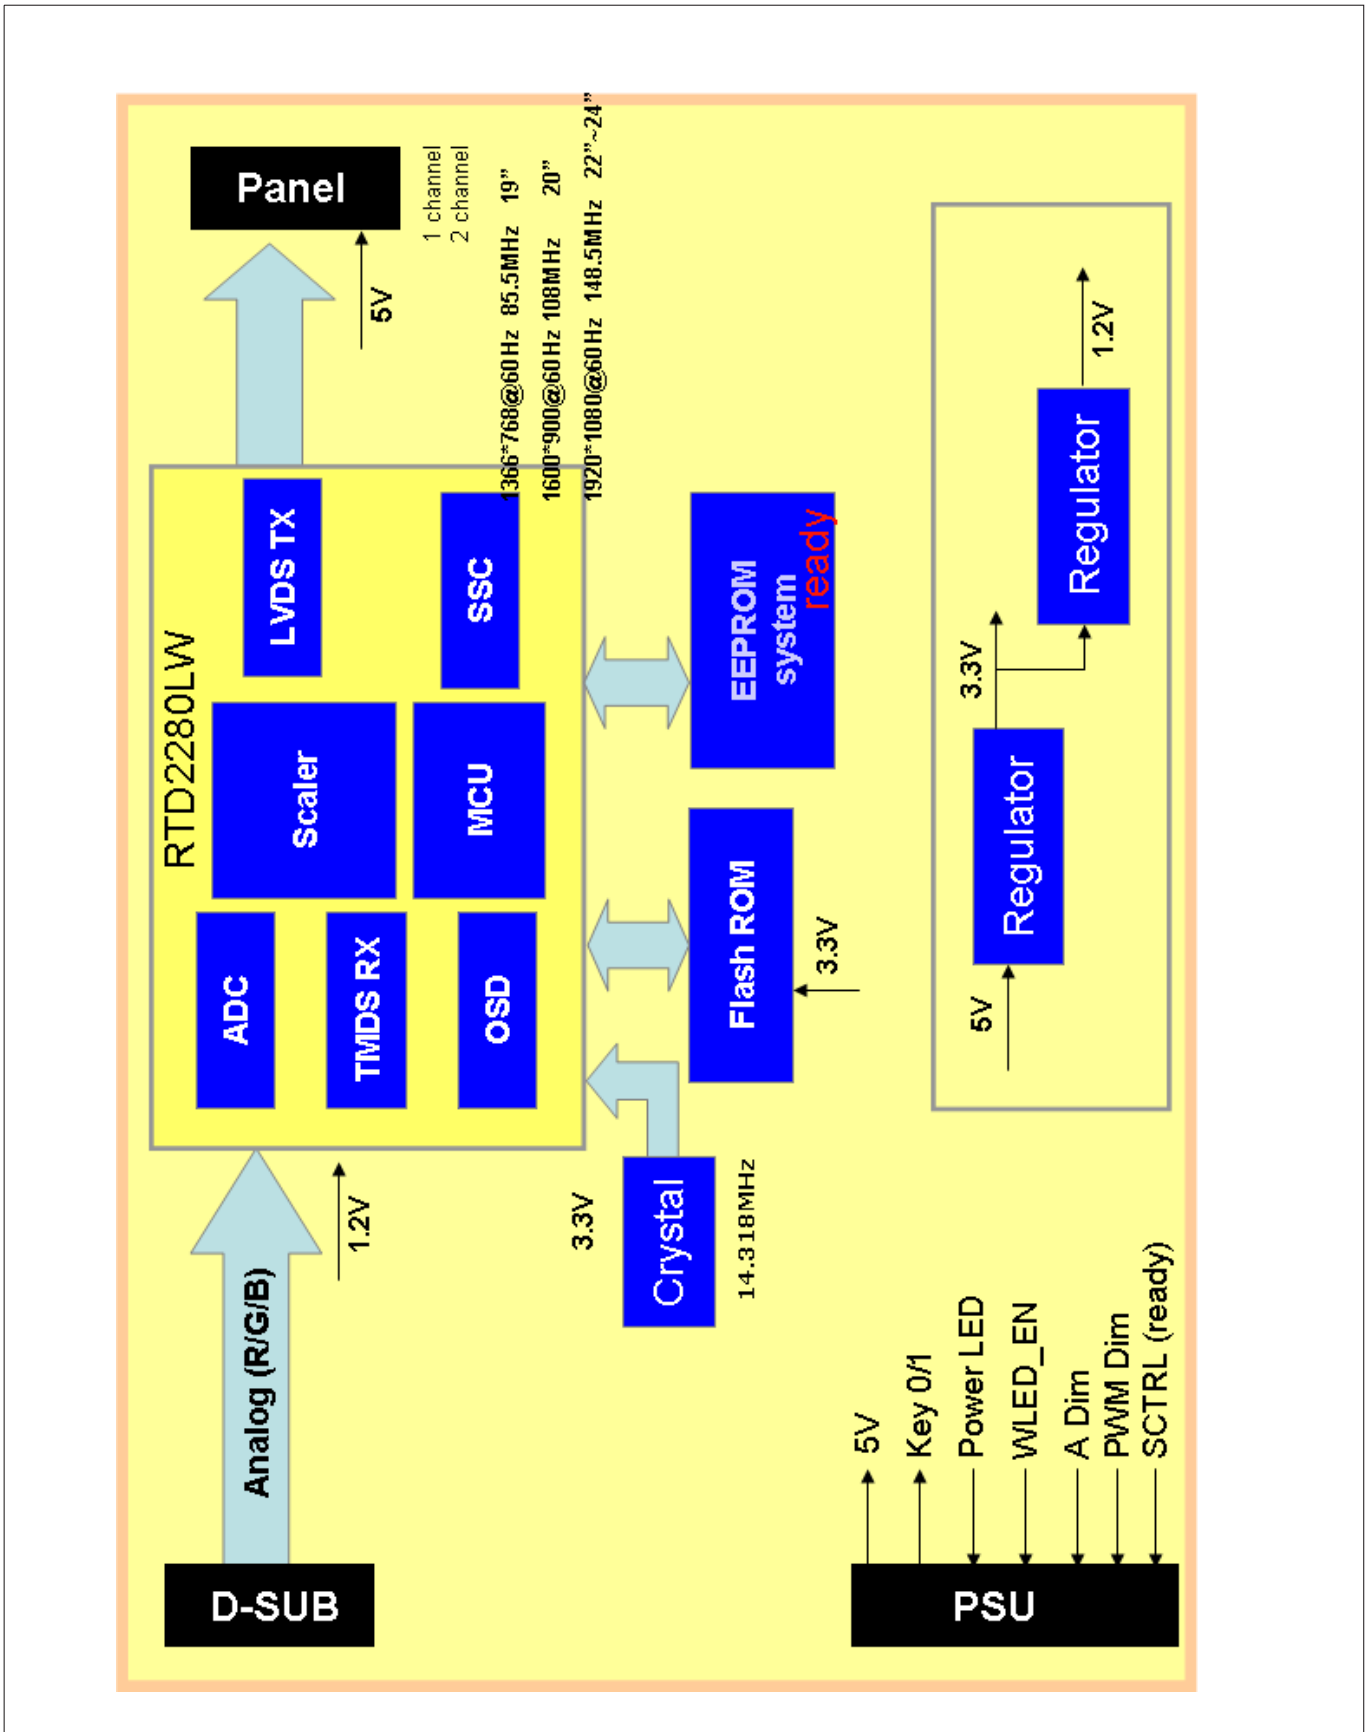 RTD2280LW
D-SUB
Analog (R/G/B)
1.2V
ADC
TMDS RX
OSD
Scaler
MCU
LVDS TX
SSC
Panel
5V
1 channel
2 channel
1366*768@60Hz 85.5MHz 19”
1600*900@60Hz 108MHz 20”
1920*1080@60Hz 148.5MHz 22”~24”
3.3V
Crystal
14.318MHz
Flash ROM
3.3V
EEPROM
system
ready
PSU
5V
Key 0/1
Power LED
WLED_EN
A Dim
PWM Dim
SCTRL (ready)
5V
Regulator
3.3V
Regulator
1.2V